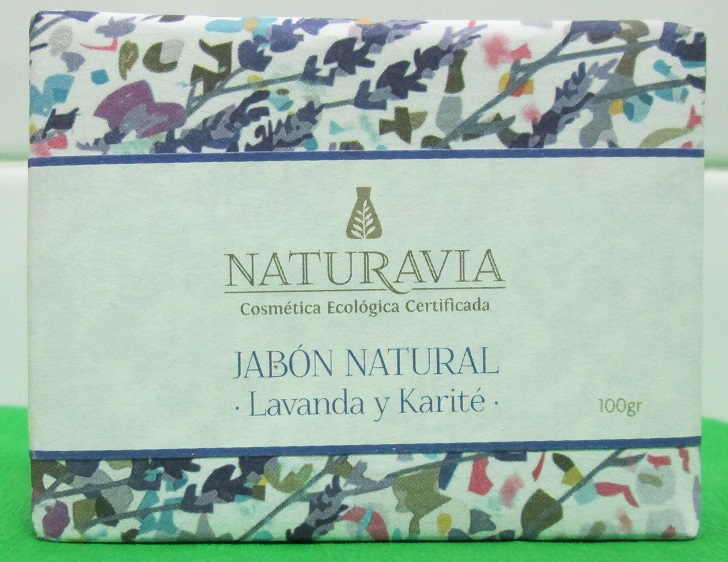 NATURAVIA
Cosmética Ecológica Certificada
JABÓN NATURAL
· Lavanda y Karité ·
100gr